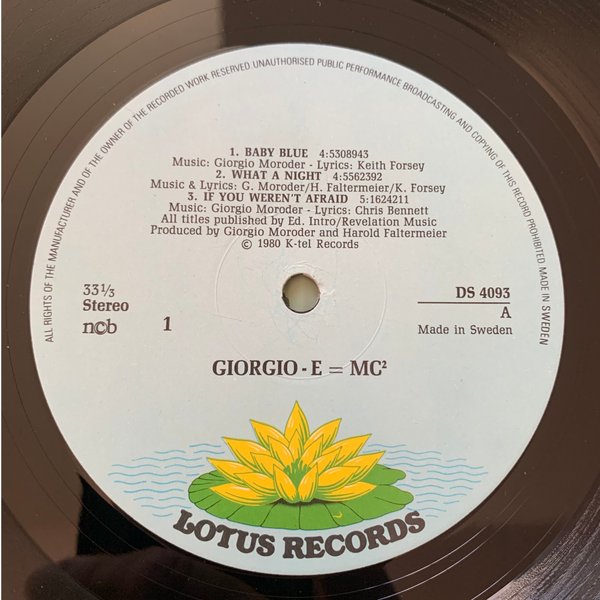 ALL RIGHTS OF THE MANUFACTURER AND OF THE OWNER OF THE RECORDED WORK RESERVED UNAUTHORISED PUBLIC PERFORMANCE BROADCASTING AND COPYING OF THIS RECORD PROHIBITED MADE IN SWEDEN
1. BABY BLUE 4:5308943
Music: Giorgio Moroder - Lyrics: Keith Forsey
2. WHAT A NIGHT 4:5562392
Music & Lyrics: G. Moroder/H. Faltermeier/K. Forsey
3. IF YOU WEREN'T AFRAID 5:1624211
Music: Giorgio Moroder - Lyrics: Chris Bennett
All titles published by Ed. Intro/Revelation Music
Produced by Giorgio Moroder and Harold Faltermeier
© 1980 K-tel Records
33 1/3
Stereo
ncb 1
DS 4093
A
Made in Sweden
GIORGIO - E = MC²
LOTUS RECORDS